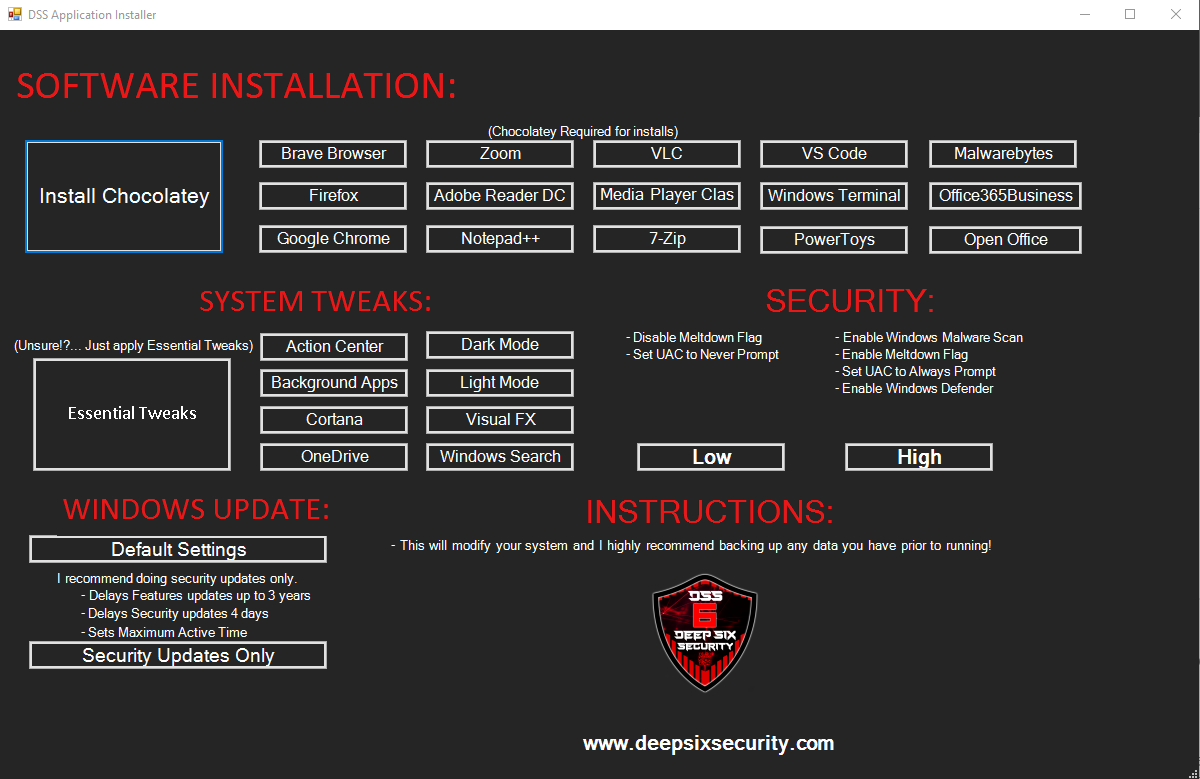 DSS Application Installer
SOFTWARE INSTALLATION:
(Chocolatey Required for installs)
Install Chocolatey
Brave Browser
Zoom
VLC
VS Code
Malwarebytes
Firefox
Adobe Reader DC
Media Player Clas
Windows Terminal
Office365Business
Google Chrome
Notepad++
7-Zip
PowerToys
Open Office
SYSTEM TWEAKS:
(Unsure!?... Just apply Essential Tweaks)
Essential Tweaks
Action Center
Dark Mode
Background Apps
Light Mode
Cortana
Visual FX
OneDrive
Windows Search
SECURITY:
- Disable Meltdown Flag
- Set UAC to Never Prompt
Low
- Enable Windows Malware Scan
- Enable Meltdown Flag
- Set UAC to Always Prompt
- Enable Windows Defender
High
WINDOWS UPDATE:
Default Settings
I recommend doing security updates only.
- Delays Features updates up to 3 years
- Delays Security updates 4 days
- Sets Maximum Active Time
Security Updates Only
INSTRUCTIONS:
- This will modify your system and I highly recommend backing up any data you have prior to running!
DSS
6
DEEP SIX
SECURITY
www.deepsixsecurity.com